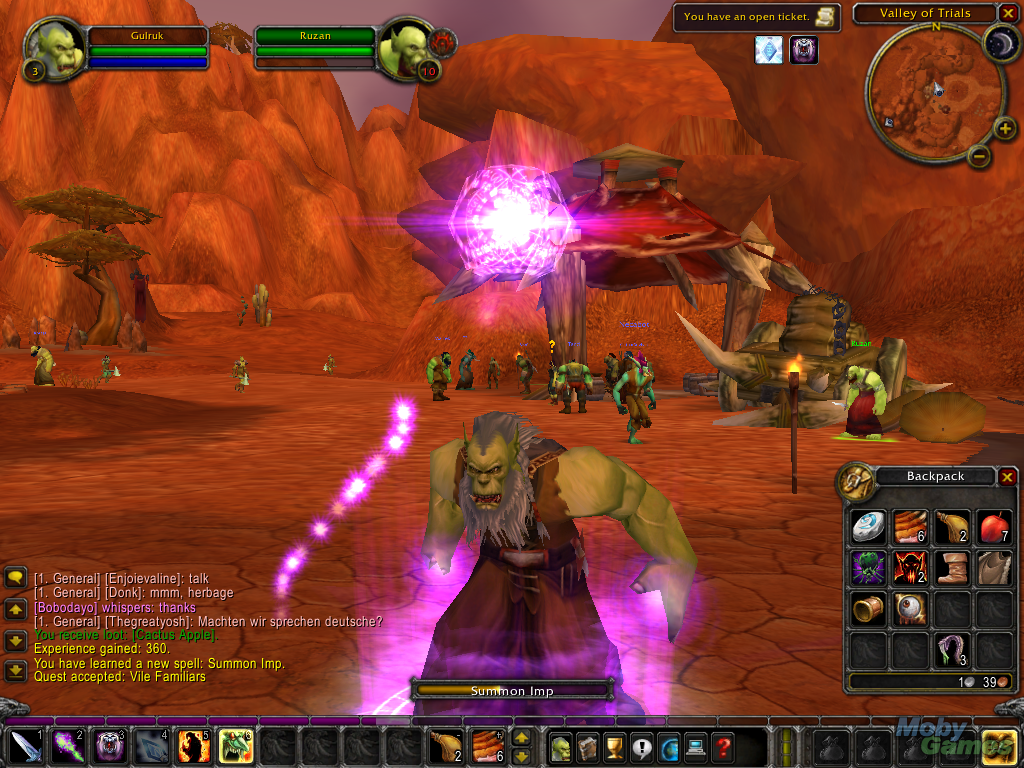 Gulruk
3
Ruzan
10
You have an open ticket.
Valley of Trials
N
?
Ruzan
Backpack
6
2
7
2
3
1 39
[1. General] [Enjoievaline]: talk
[1. General] [Donk]: mmm, herbage
[Bobodayo] whispers: thanks
[1. General] [Thegreatyosh]: Machten wir sprechen deutsche?
You receive loot: [Cactus Apple].
Experience gained: 360.
You have learned a new spell: Summon Imp.
Quest accepted: Vile Familiars
Summon Imp
1
2
3
4
5
6
2
6
!
?
Moby
Games